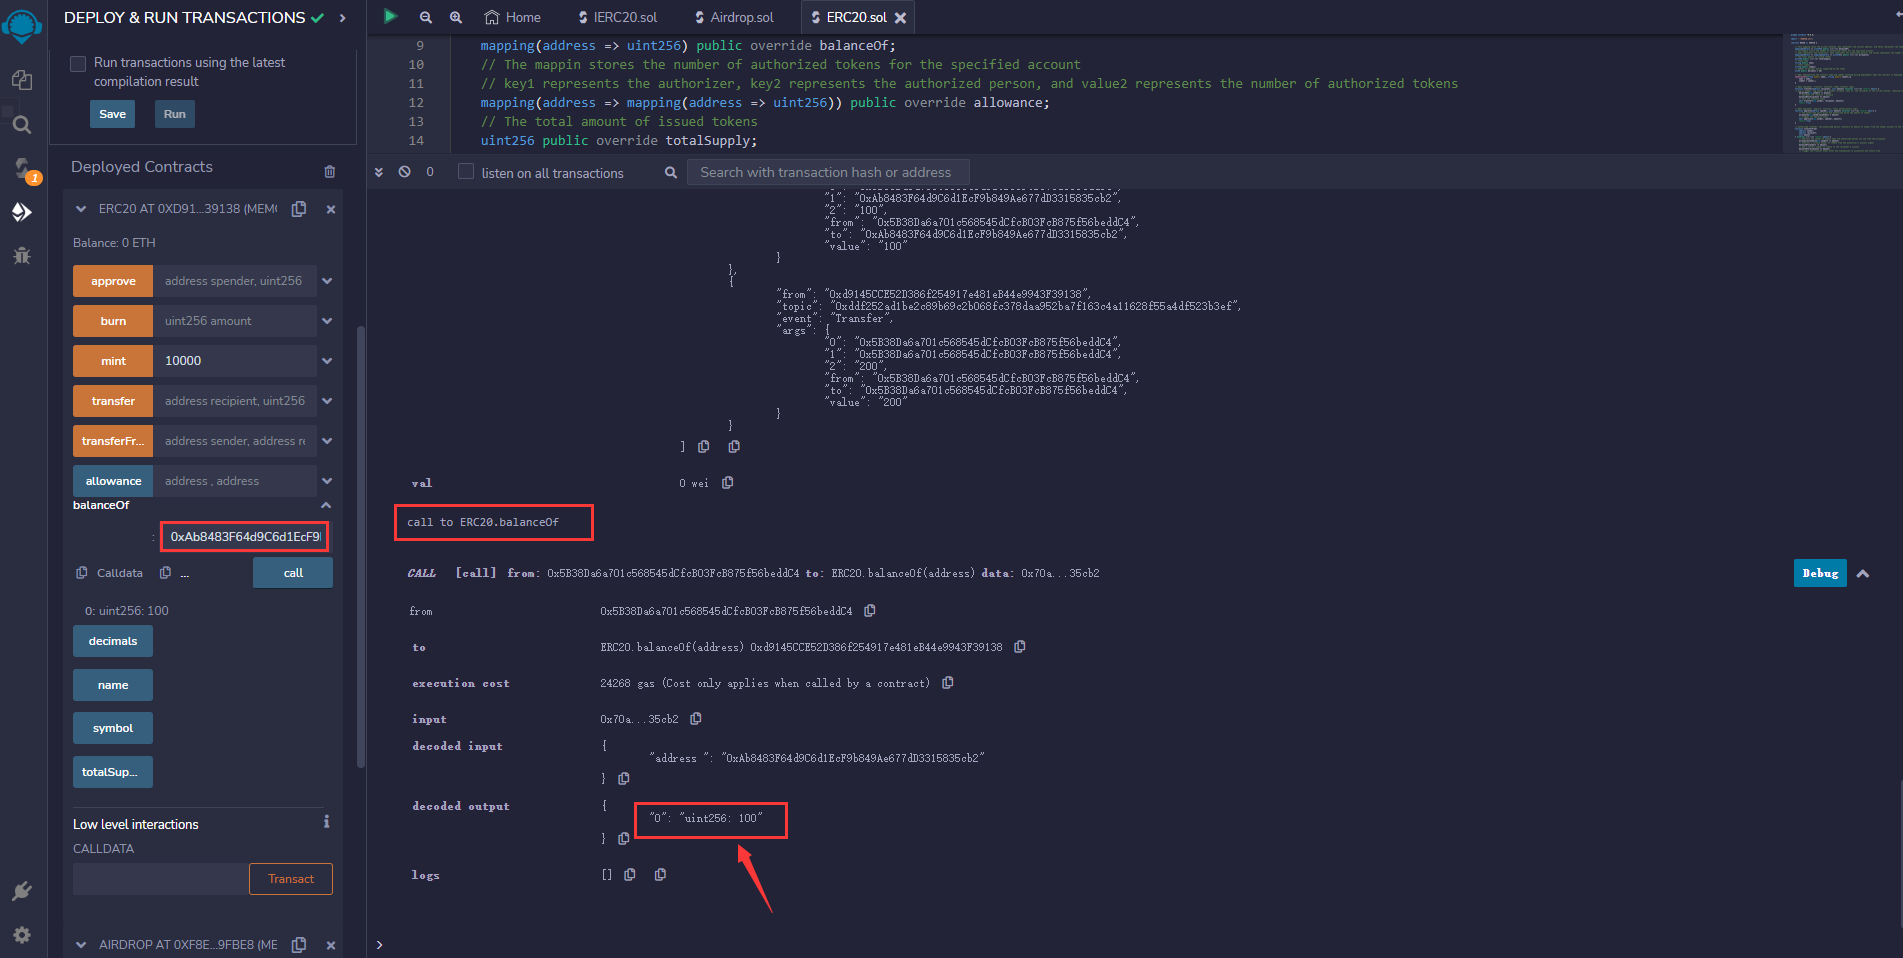 DEPLOY & RUN TRANSACTIONS
Run transactions using the latest
compilation result
Save
Run
Deployed Contracts
1
ERC20 AT 0XD91...39138 (MEMO
Balance: 0 ETH
approve
address spender, uint256
burn
uint256 amount
mint
10000
transfer
address recipient, uint256
transferFr...
address sender, address re
allowance
address , address
balanceOf
:
0xAb8483F64d9C6d1EcF9
Calldata
...
call
0: uint256: 100
decimals
name
symbol
totalSup...
Low level interactions
i
CALLDATA
Transact
AIRDROP AT 0XF8E...9FBE8 (ME
Home
IERC20.sol
Airdrop.sol
ERC20.sol
9 mapping(address => uint256) public override balanceOf;
10 // The mappin stores the number of authorized tokens for the specified account
11 // key1 represents the authorizer, key2 represents the authorized person, and value2 represents the number of authorized tokens
12 mapping(address => mapping(address => uint256)) public override allowance;
13 // The total amount of issued tokens
14 uint256 public override totalSupply;
0
listen on all transactions
Search with transaction hash or address
"1": "0xAb8483F64d9C6d1EcF9b849Ae677dD3315835cb2",
"2": "100",
"from": "0x5B38Da6a701c568545dCfcB03FcB875f56beddC4",
"to": "0xAb8483F64d9C6d1EcF9b849Ae677dD3315835cb2",
"value": "100"
}
},
{
"from": "0xd9145CCE52D386f254917e481eB44e9943F39138",
"topic": "0xddf252ad1be2c89b69c2b068fc378daa952ba7f163c4a11628f55a4df523b3ef",
"event": "Transfer",
"args": {
"0": "0x5B38Da6a701c568545dCfcB03FcB875f56beddC4",
"1": "0x5B38Da6a701c568545dCfcB03FcB875f56beddC4",
"2": "200",
"from": "0x5B38Da6a701c568545dCfcB03FcB875f56beddC4",
"to": "0x5B38Da6a701c568545dCfcB03FcB875f56beddC4",
"value": "200"
}
}
]
val 0 wei
call to ERC20.balanceOf
CALL [call] from: 0x5B38Da6a701c568545dCfcB03FcB875f56beddC4 to: ERC20.balanceOf(address) data: 0x70a...35cb2
Debug
from 0x5B38Da6a701c568545dCfcB03FcB875f56beddC4
to ERC20.balanceOf(address) 0xd9145CCE52D386f254917e481eB44e9943F39138
execution cost 24268 gas (Cost only applies when called by a contract)
input 0x70a...35cb2
decoded input {
"address ": "0xAb8483F64d9C6d1EcF9b849Ae677dD3315835cb2"
}
decoded output {
"0": "uint256: 100"
}
logs []
>